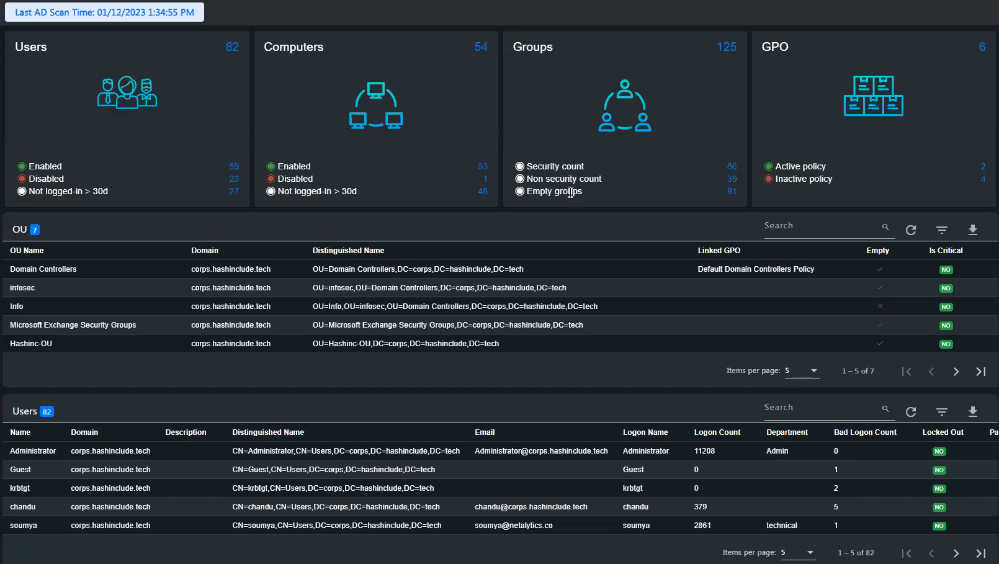 Last AD Scan Time: 01/12/2023 1:34:55 PM
Users 82
Computers 54
Groups 125
GPO 6
Enabled 59
Disabled 23
Not logged-in > 30d 27
Enabled 53
Disabled 1
Not logged-in > 30d 48
Security count 86
Non security count 39
Empty groups 91
Active policy 2
Inactive policy 4
OU 7
Search
OU Name Domain Distinguished Name Linked GPO Empty Is Critical
Domain Controllers corps.hashinclude.tech OU=Domain Controllers,DC=corps,DC=hashinclude,DC=tech Default Domain Controllers Policy NO
infosec corps.hashinclude.tech OU=infosec,OU=Domain Controllers,DC=corps,DC=hashinclude,DC=tech NO
Info corps.hashinclude.tech OU=Info,OU=infosec,OU=Domain Controllers,DC=corps,DC=hashinclude,DC=tech NO
Microsoft Exchange Security Groups corps.hashinclude.tech OU=Microsoft Exchange Security Groups,DC=corps,DC=hashinclude,DC=tech NO
Hashinc-OU corps.hashinclude.tech OU=Hashinc-OU,DC=corps,DC=hashinclude,DC=tech NO
Items per page: 5 1 – 5 of 7
Users 82
Search
Name Domain Description Distinguished Name Email Logon Name Logon Count Department Bad Logon Count Locked Out Pa
Administrator corps.hashinclude.tech CN=Administrator,CN=Users,DC=corps,DC=hashinclude,DC=tech Administrator@corps.hashinclude.tech Administrator 11208 Admin 0 NO
Guest corps.hashinclude.tech CN=Guest,CN=Users,DC=corps,DC=hashinclude,DC=tech Guest 0 1 NO
krbtgt corps.hashinclude.tech CN=krbtgt,CN=Users,DC=corps,DC=hashinclude,DC=tech krbtgt 0 2 NO
chandu corps.hashinclude.tech CN=chandu,CN=Users,DC=corps,DC=hashinclude,DC=tech chandu@corps.hashinclude.tech chandu 379 5 NO
soumya corps.hashinclude.tech CN=soumya,CN=Users,DC=corps,DC=hashinclude,DC=tech soumya@netalytics.co soumya 2861 technical 1 NO
Items per page: 5 1 – 5 of 82